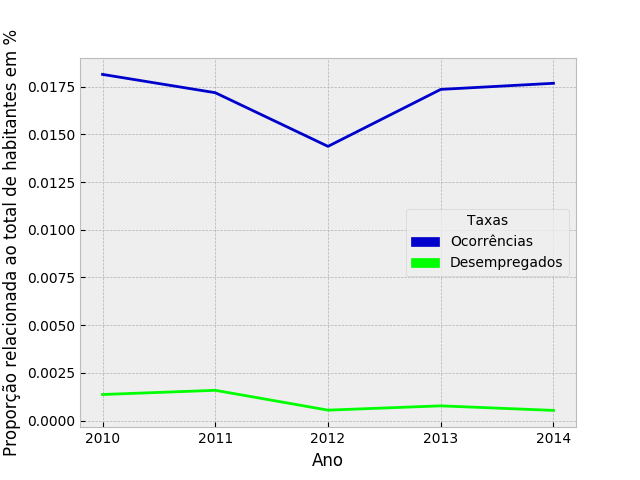 Proporção relacionada ao total de habitantes em %
0.0175
0.0150
0.0125
0.0100
0.0075
0.0050
0.0025
0.0000
Taxas
Ocorrências
Desempregados
2010 2011 2012 2013 2014
Ano